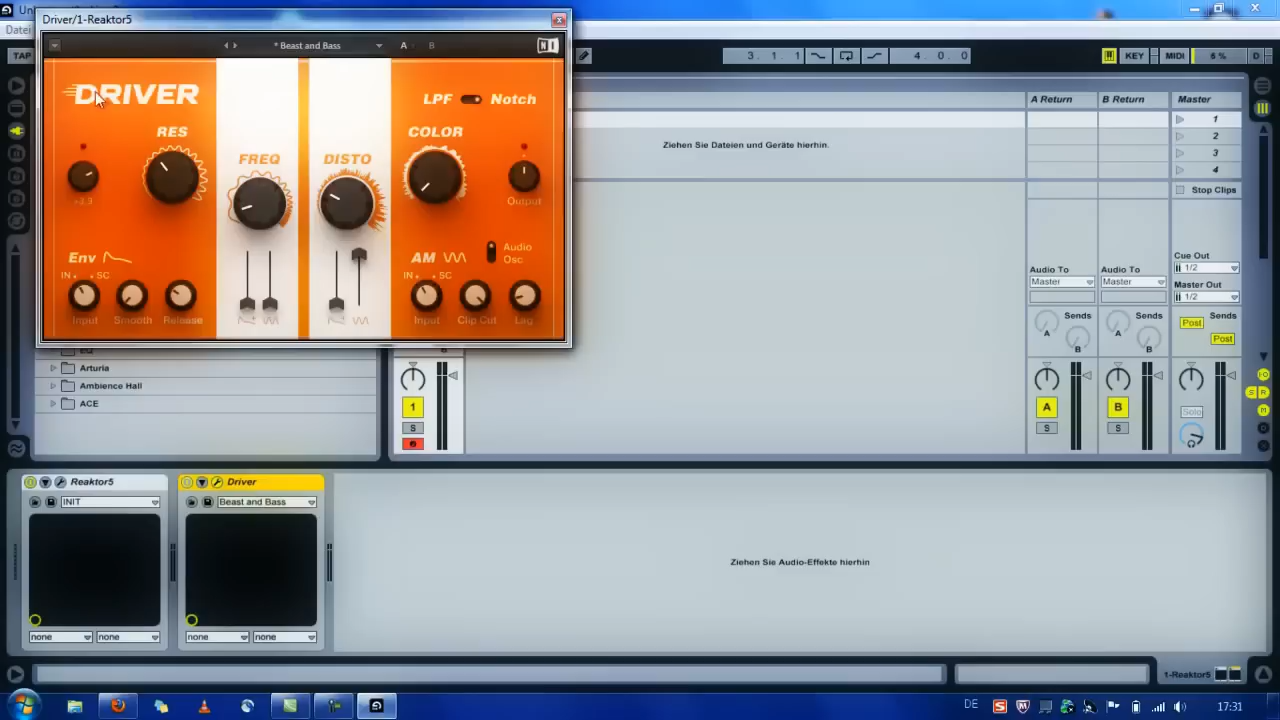 Driver/1-Reaktor5
* Beast and Bass
A
B
NI
DRIVER
LPF
Notch
RES
COLOR
FREQ
DISTO
Output
Env
IN
SC
AM
IN
SC
Audio
Osc
Input
Smooth
Release
Input
Clip Cut
Lag
Datei
TAP
3. 1. 1
4. 0. 0
KEY
MIDI
6 %
D
A Return
B Return
Master
1
2
3
4
Ziehen Sie Dateien und Geräte hierhin.
Stop Clips
Cue Out
1/2
Audio To
Master
Audio To
Master
Master Out
1/2
Sends
A
B
Sends
A
B
Sends
Post
Post
EQ
Arturia
Ambience Hall
ACE
1
S
A
S
B
S
Solo
Reaktor5
INIT
none
none
Driver
Beast and Bass
none
none
Ziehen Sie Audio-Effekte hierhin
1-Reaktor5
DE
17:31